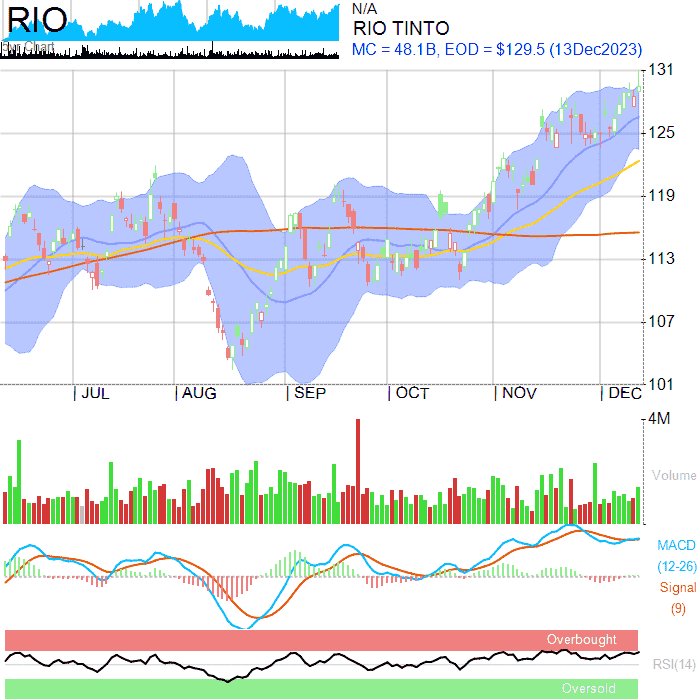 RIO
5xr Chart
N/A
RIO TINTO
MC = 48.1B, EOD = $129.5 (13Dec2023)
131
125
119
113
107
101
JUL AUG SEP OCT NOV DEC
4M
Volume
MACD
(12-26)
Signal
(9)
Overbought
RSI(14)
Oversold